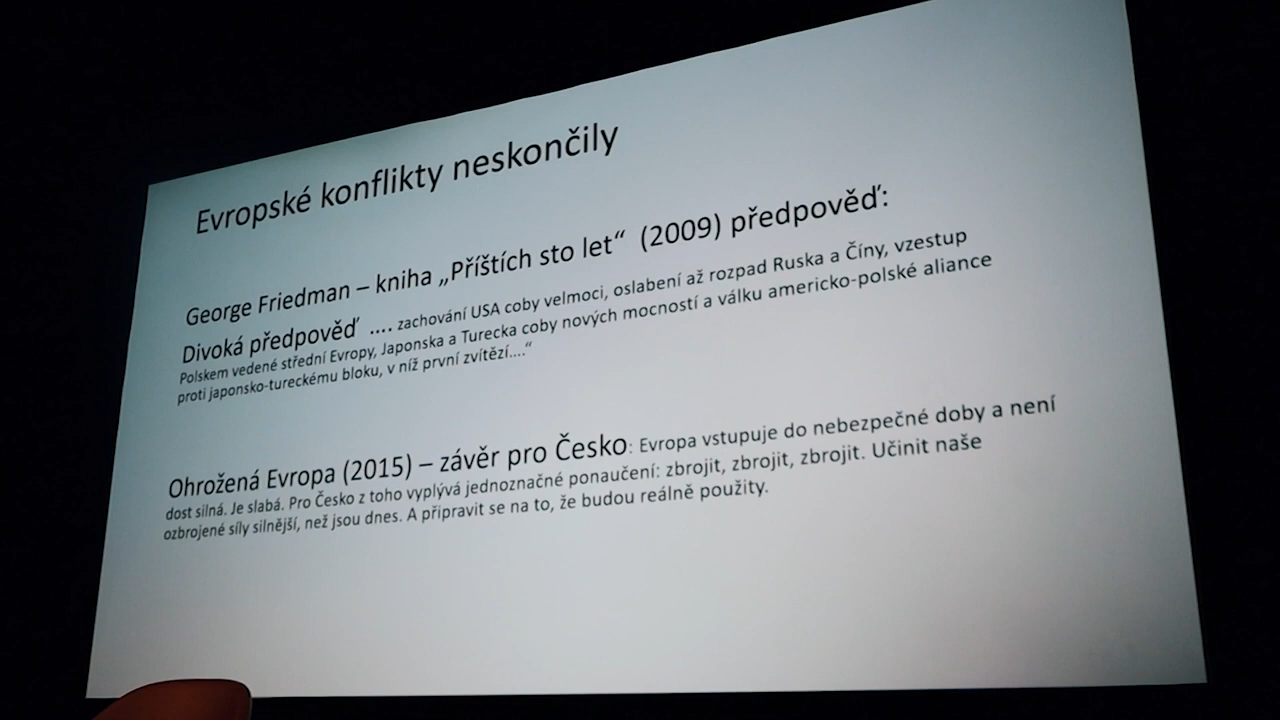 Evropské konflikty neskončily
George Friedman – kniha „Příštích sto let“ (2009) předpověď:
Divoká předpověď .... zachování USA coby velmoci, oslabení až rozpad Ruska a Číny, vzestup
Polskem vedené střední Evropy, Japonska a Turecka coby nových mocností a válku americko-polské aliance
proti japonsko-tureckému bloku, v níž první zvítězí....“
Ohrožená Evropa (2015) – závěr pro Česko: Evropa vstupuje do nebezpečné doby a není
dost silná. Je slabá. Pro Česko z toho vyplývá jednoznačné ponaučení: zbrojit, zbrojit, zbrojit. Učinit naše
ozbrojené síly silnější, než jsou dnes. A připravit se na to, že budou reálně použity.